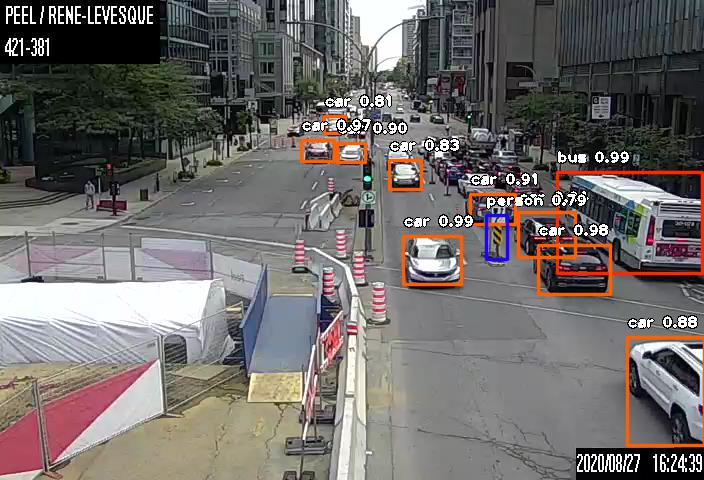 PEEL / RENE-LEVESQUE
421-381
car 0.81
car 0.97
0.90
car 0.83
bus 0.99
car 0.91
person 0.79
car 0.99
car 0.98
car 0.88
2020/08/27 16:24:39